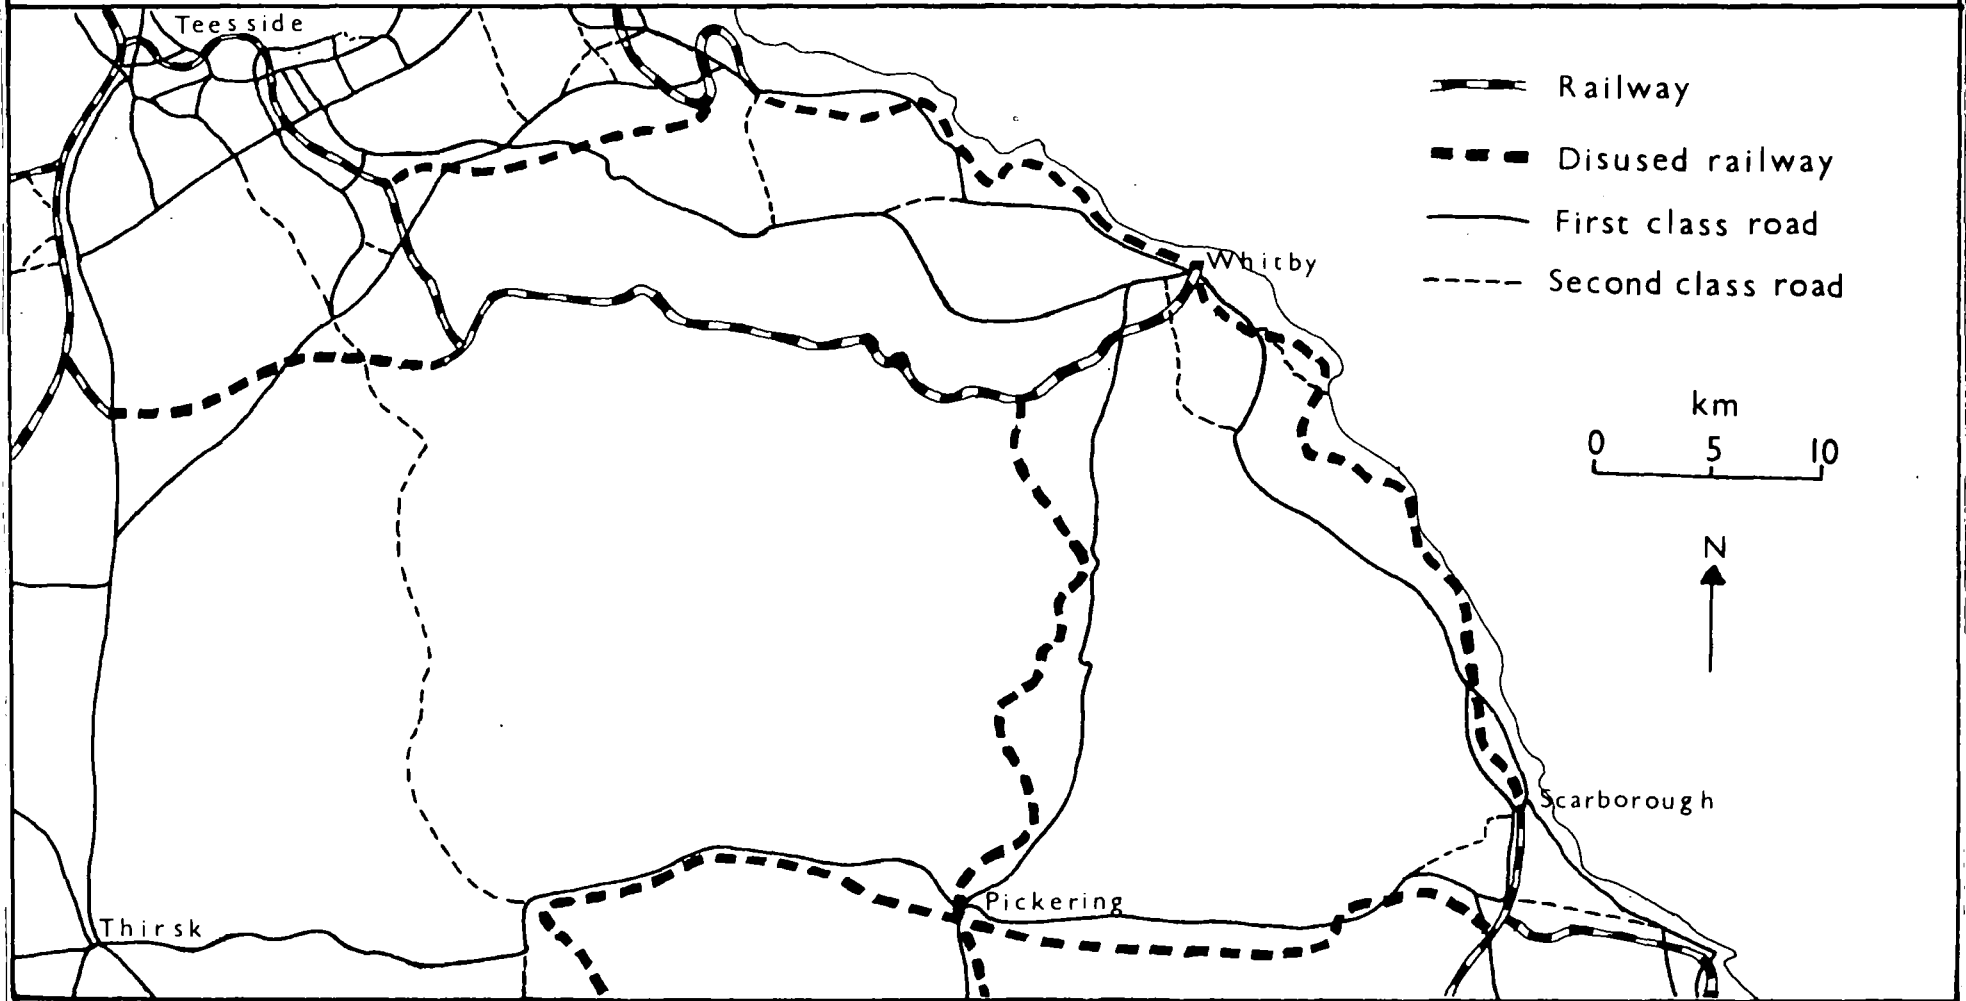 Teesside
Railway
Disused railway
First class road
Second class road
Whitby
km
0 5 10
N
Scarborough
Pickering
Thirsk